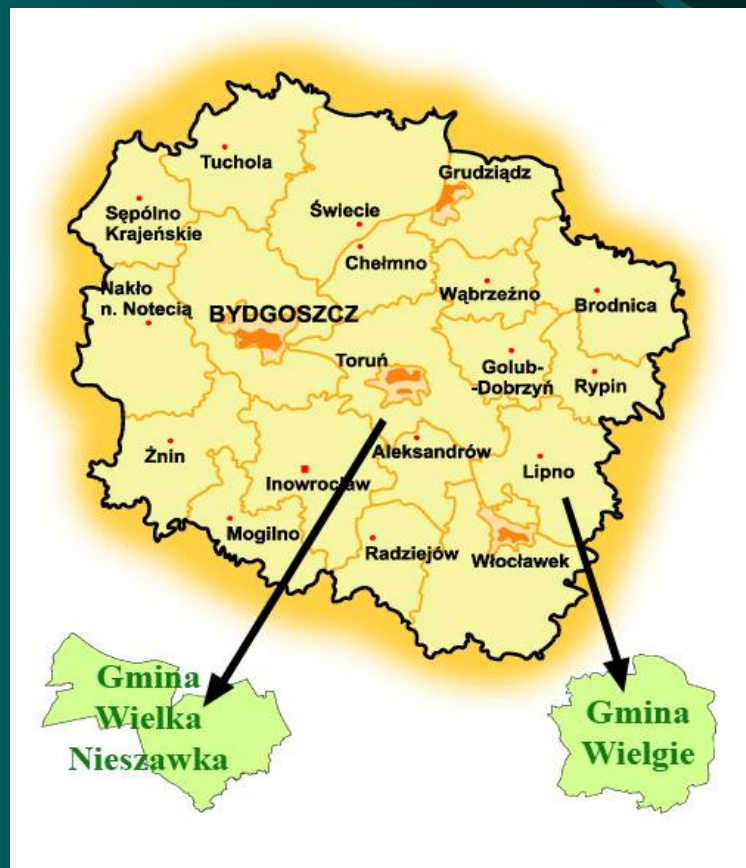 Tuchola
Grudziądz
Sępólno
Krajeńskie
Świecie
Chełmno
Nakło
n. Notecią
Wąbrzeźno
Brodnica
BYDGOSZCZ
Toruń
Golub-
-Dobrzyń
Rypin
Żnin
Aleksandrów
Lipno
Inowrocław
Mogilno
Radziejów
Włocławek
Gmina
Wielka
Nieszawka
Gmina
Wielgie